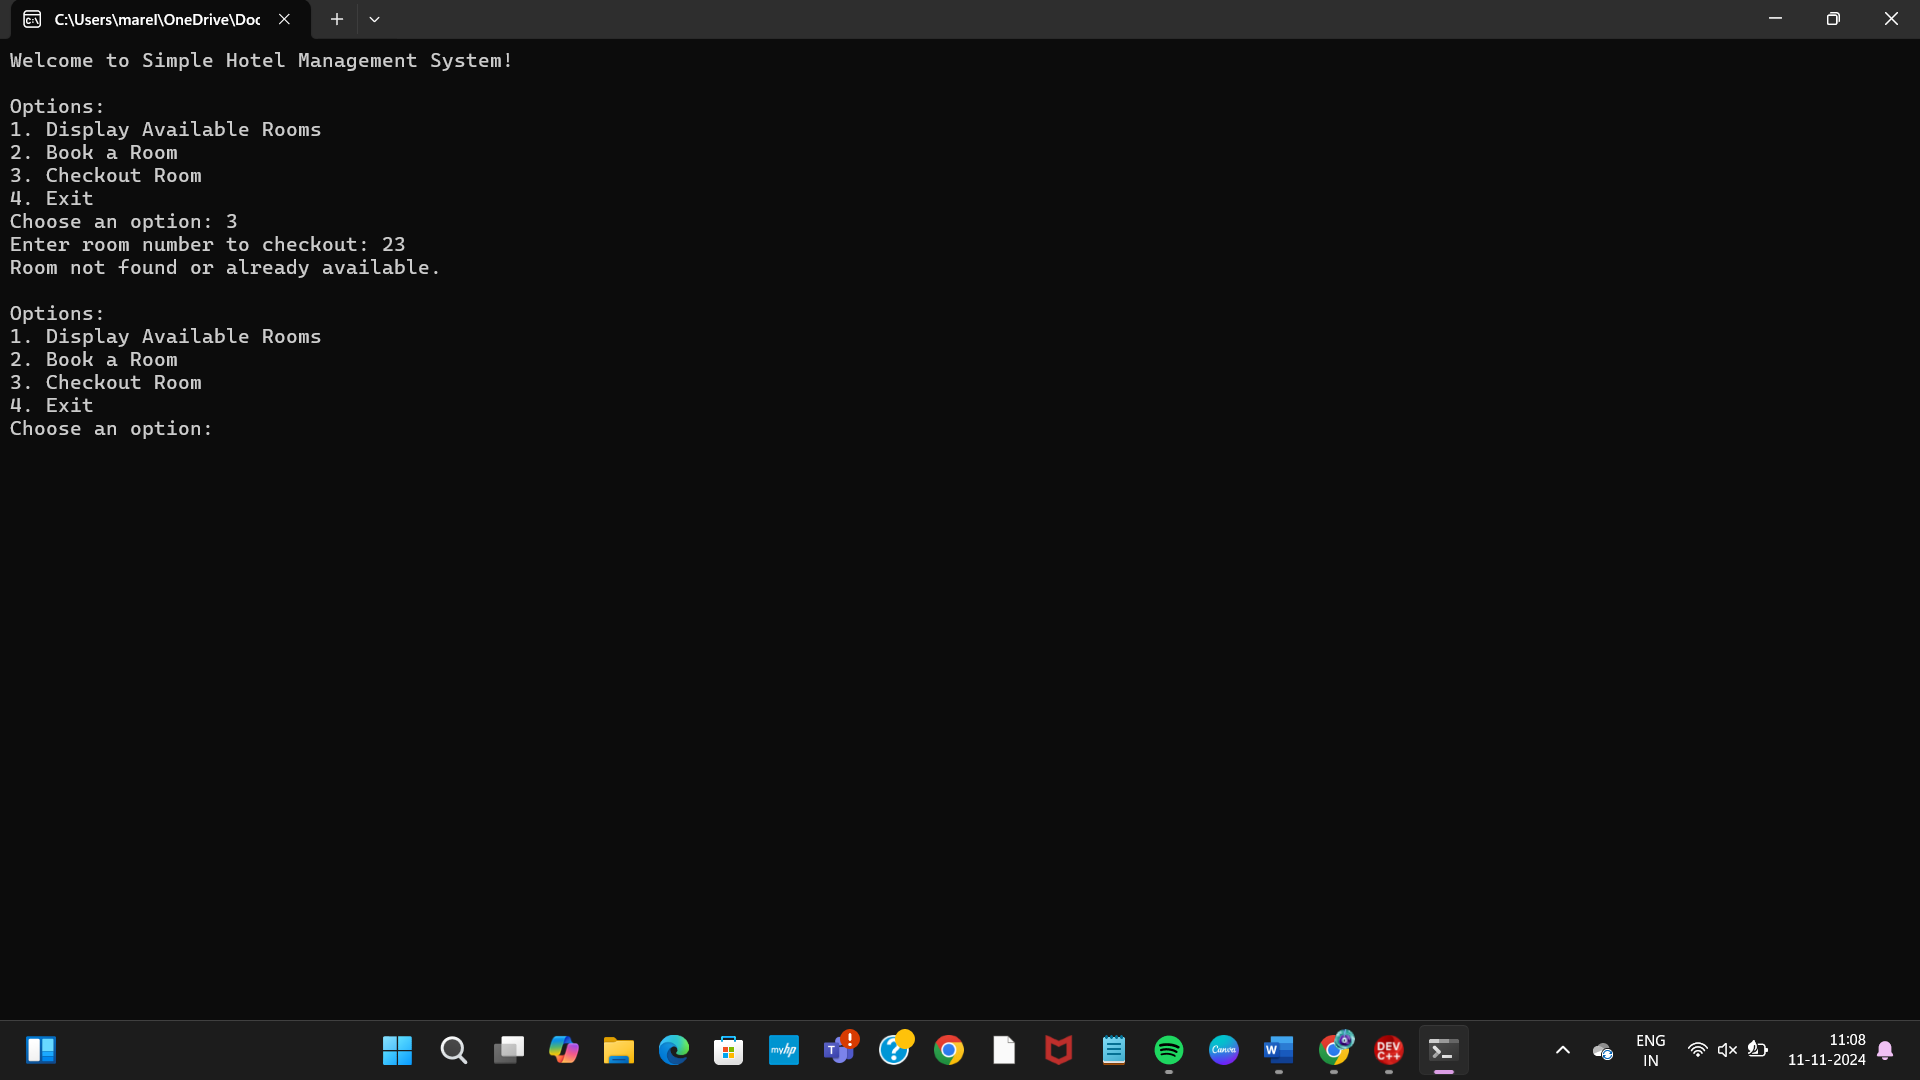 C:\Users\marel\OneDrive\Doc
Welcome to Simple Hotel Management System!
Options:
1. Display Available Rooms
2. Book a Room
3. Checkout Room
4. Exit
Choose an option: 3
Enter room number to checkout: 23
Room not found or already available.
Options:
1. Display Available Rooms
2. Book a Room
3. Checkout Room
4. Exit
Choose an option:
myhp
T
!
?
Canva
W
DEV
C++
ENG
IN
11:08
11-11-2024